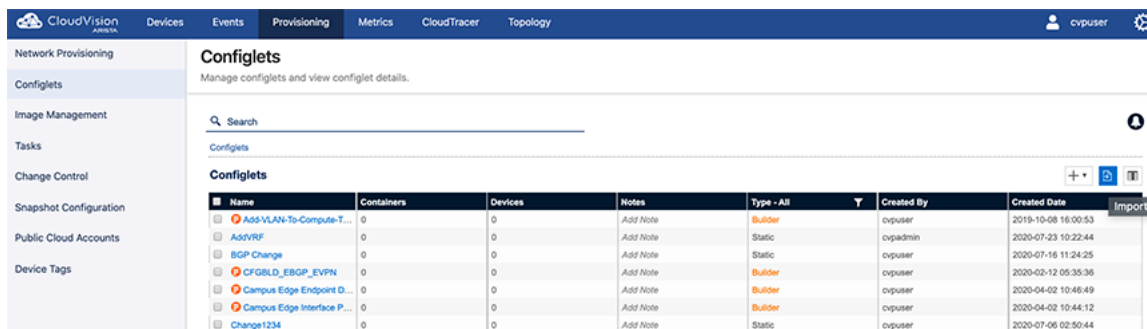 CloudVision Devices Events Provisioning Metrics CloudTracer Topology cvpuser
ARISTA
Network Provisioning
Configlets
Image Management
Tasks
Change Control
Snapshot Configuration
Public Cloud Accounts
Device Tags
Configlets
Manage configlets and view configlet details.
Search
Configlets
Configlets
Import
Name Containers Devices Notes Type - All Created By Created Date
P Add-VLAN-To-Compute-T... 0 0 Add Note Builder cvpuser 2019-10-08 16:00:53
AddVRF 0 0 Add Note Static cvpadmin 2020-07-23 10:22:44
BGP Change 0 0 Add Note Static cvpuser 2020-07-16 11:24:25
P CFGBLD_EBGP_EVPN 0 0 Add Note Builder cvpuser 2020-02-12 05:35:36
P Campus Edge Endpoint D... 0 0 Add Note Builder cvpuser 2020-04-02 10:46:49
P Campus Edge Interface P... 0 0 Add Note Builder cvpuser 2020-04-02 10:44:12
Change1234 0 0 Add Note Static cvpuser 2020-07-06 02:50:44